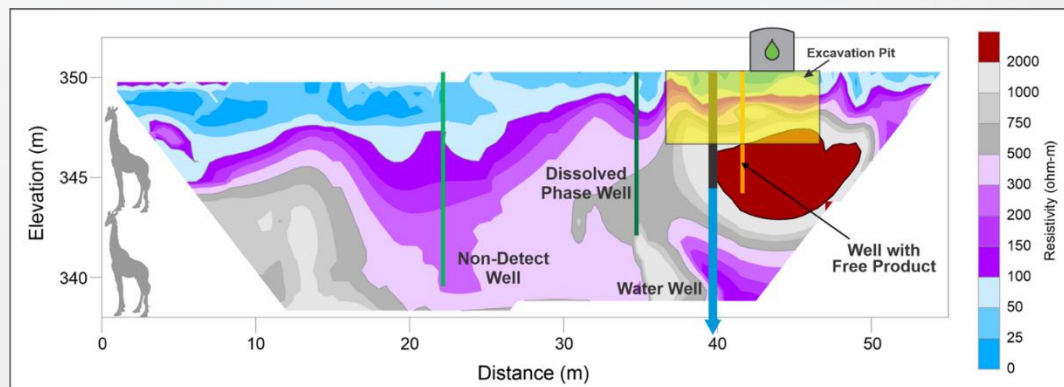 Excavation Pit
350
345
340
Elevation (m)
Dissolved
Phase Well
Non-Detect
Well
Water Well
Well with
Free Product
0
10
20
30
40
50
Distance (m)
2000
1000
750
500
300
200
150
100
50
25
0
Resistivity (ohm-m)